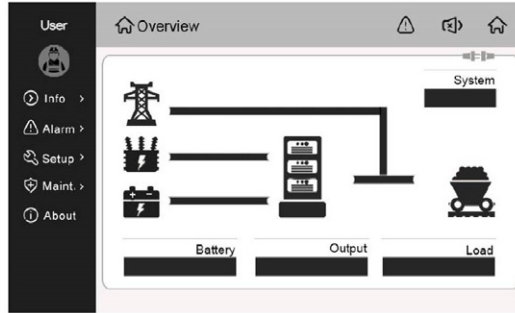 User
Overview
Info >
Alarm >
Setup >
Maint. >
About
System
Battery
Output
Load